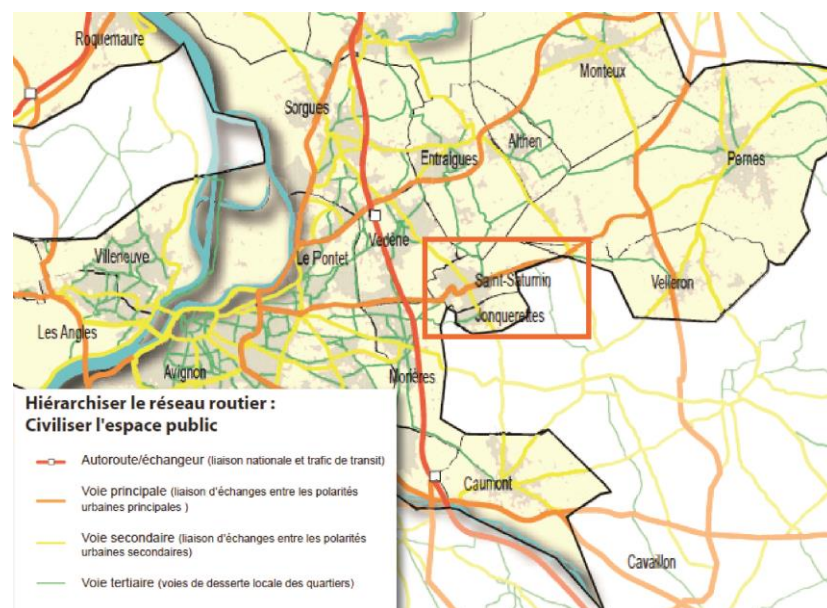 Roquemaure
Monteux
Sorgues
Althen
Entraigues
Pernes
Vedène
Villeneuve
Le Pontet
Saint-Saturnin
Velleron
Jonquerettes
Les Angles
Avignon
Morières
Hiérarchiser le réseau routier :
Civiliser l'espace public
Autoroute/échangeur (liaison nationale et trafic de transit)
Voie principale (liaison d'échanges entre les polarités
urbaines principales )
Voie secondaire (liaison d'échanges entre les polarités
urbaines secondaires)
Voie tertiaire (voies de desserte locale des quartiers)
Caumont
Cavaillon